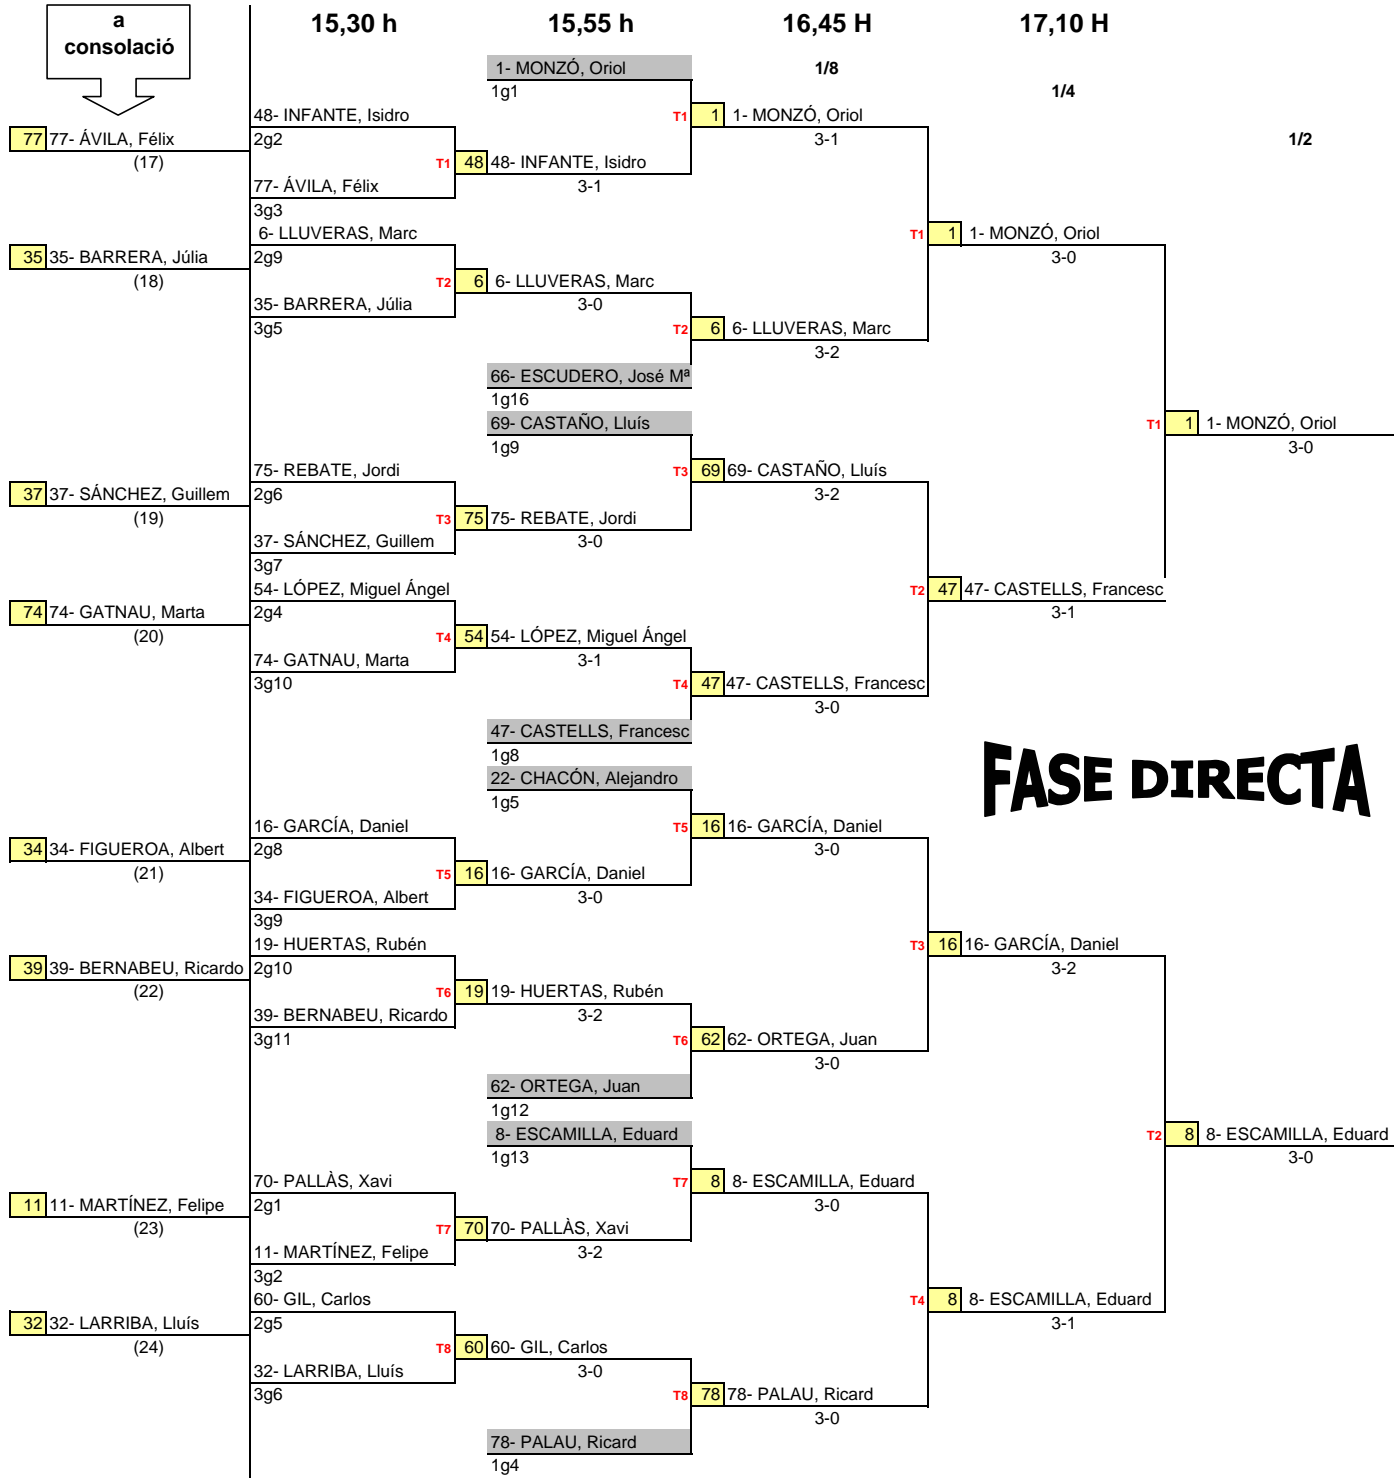 a
consolació
15,30 h
15,55 h
16,45 H
17,10 H
1- MONZÓ, Oriol
1/8
1g1
1/4
48- INFANTE, Isidro
T1 1 1- MONZÓ, Oriol
77 77- ÁVILA, Félix
2g2
3-1
1/2
(17)
T1 48 48- INFANTE, Isidro
77- ÁVILA, Félix
3-1
3g3
6- LLUVERAS, Marc
T1 1 1- MONZÓ, Oriol
35 35- BARRERA, Júlia
2g9
3-0
(18)
T2 6 6- LLUVERAS, Marc
35- BARRERA, Júlia
3-0
3g5
T2 6 6- LLUVERAS, Marc
3-2
66- ESCUDERO, José Mª
1g16
69- CASTAÑO, Lluís
T1 1 1- MONZÓ, Oriol
1g9
3-0
75- REBATE, Jordi
T3 69 69- CASTAÑO, Lluís
37 37- SÁNCHEZ, Guillem
2g6
3-2
(19)
T3 75 75- REBATE, Jordi
37- SÁNCHEZ, Guillem
3-0
3g7
54- LÓPEZ, Miguel Ángel
T2 47 47- CASTELLS, Francesc
74 74- GATNAU, Marta
2g4
3-1
(20)
T4 54 54- LÓPEZ, Miguel Ángel
74- GATNAU, Marta
3-1
3g10
T4 47 47- CASTELLS, Francesc
3-0
47- CASTELLS, Francesc
1g8
FASE DIRECTA
22- CHACÓN, Alejandro
1g5
16- GARCÍA, Daniel
T5 16 16- GARCÍA, Daniel
34 34- FIGUEROA, Albert
2g8
3-0
(21)
T5 16 16- GARCÍA, Daniel
34- FIGUEROA, Albert
3-0
3g9
19- HUERTAS, Rubén
T3 16 16- GARCÍA, Daniel
39 39- BERNABEU, Ricardo
2g10
3-2
(22)
T6 19 19- HUERTAS, Rubén
39- BERNABEU, Ricardo
3-2
3g11
T6 62 62- ORTEGA, Juan
3-0
62- ORTEGA, Juan
1g12
8- ESCAMILLA, Eduard
T2 8 8- ESCAMILLA, Eduard
1g13
3-0
70- PALLÀS, Xavi
T7 8 8- ESCAMILLA, Eduard
11 11- MARTÍNEZ, Felipe
2g1
3-0
(23)
T7 70 70- PALLÀS, Xavi
11- MARTÍNEZ, Felipe
3-2
3g2
60- GIL, Carlos
T4 8 8- ESCAMILLA, Eduard
32 32- LARRIBA, Lluís
2g5
3-1
(24)
T8 60 60- GIL, Carlos
32- LARRIBA, Lluís
3-0
3g6
T8 78 78- PALAU, Ricard
3-0
78- PALAU, Ricard
1g4